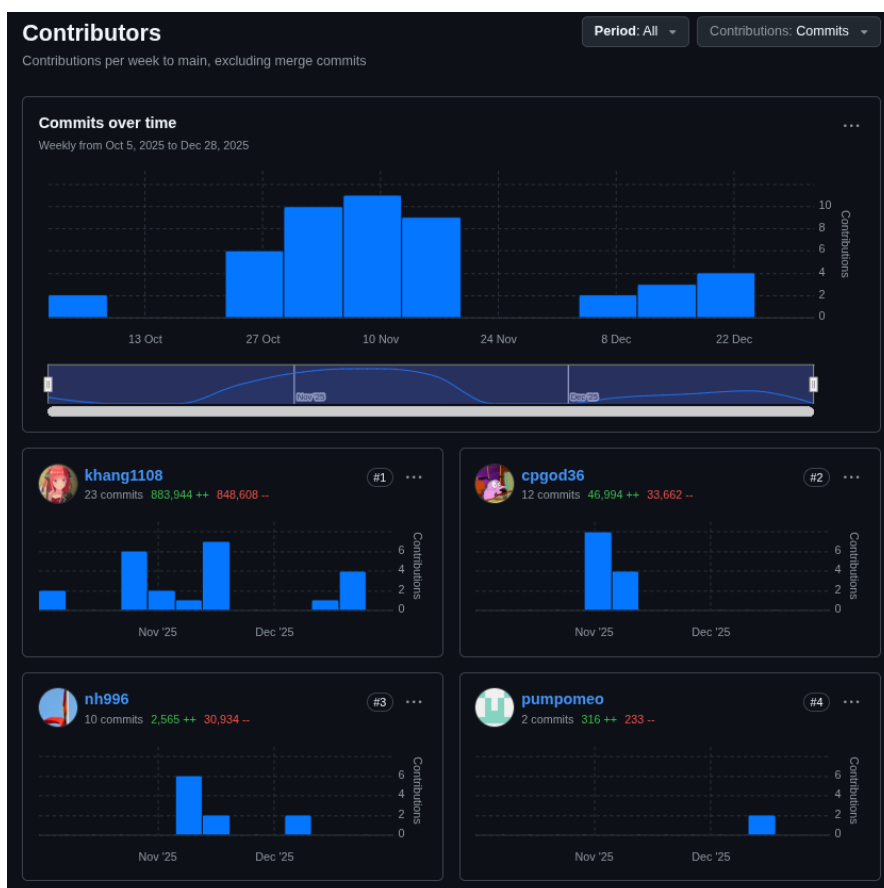 Contributors
Period: All
Contributions: Commits
Contributions per week to main, excluding merge commits
Commits over time
Weekly from Oct 5, 2025 to Dec 28, 2025
10
8
6
4
2
0
Contributions
13 Oct 27 Oct 10 Nov 24 Nov 8 Dec 22 Dec
Nov '25 Dec '25
khang1108 #1
23 commits 883,944 ++ 848,608 --
6
4
2
0
Contributions
Nov '25 Dec '25
cpgod36 #2
12 commits 46,994 ++ 33,662 --
6
4
2
0
Contributions
Nov '25 Dec '25
nh996 #3
10 commits 2,565 ++ 30,934 --
6
4
2
0
Contributions
Nov '25 Dec '25
pumpomeo #4
2 commits 316 ++ 233 --
6
4
2
0
Contributions
Nov '25 Dec '25